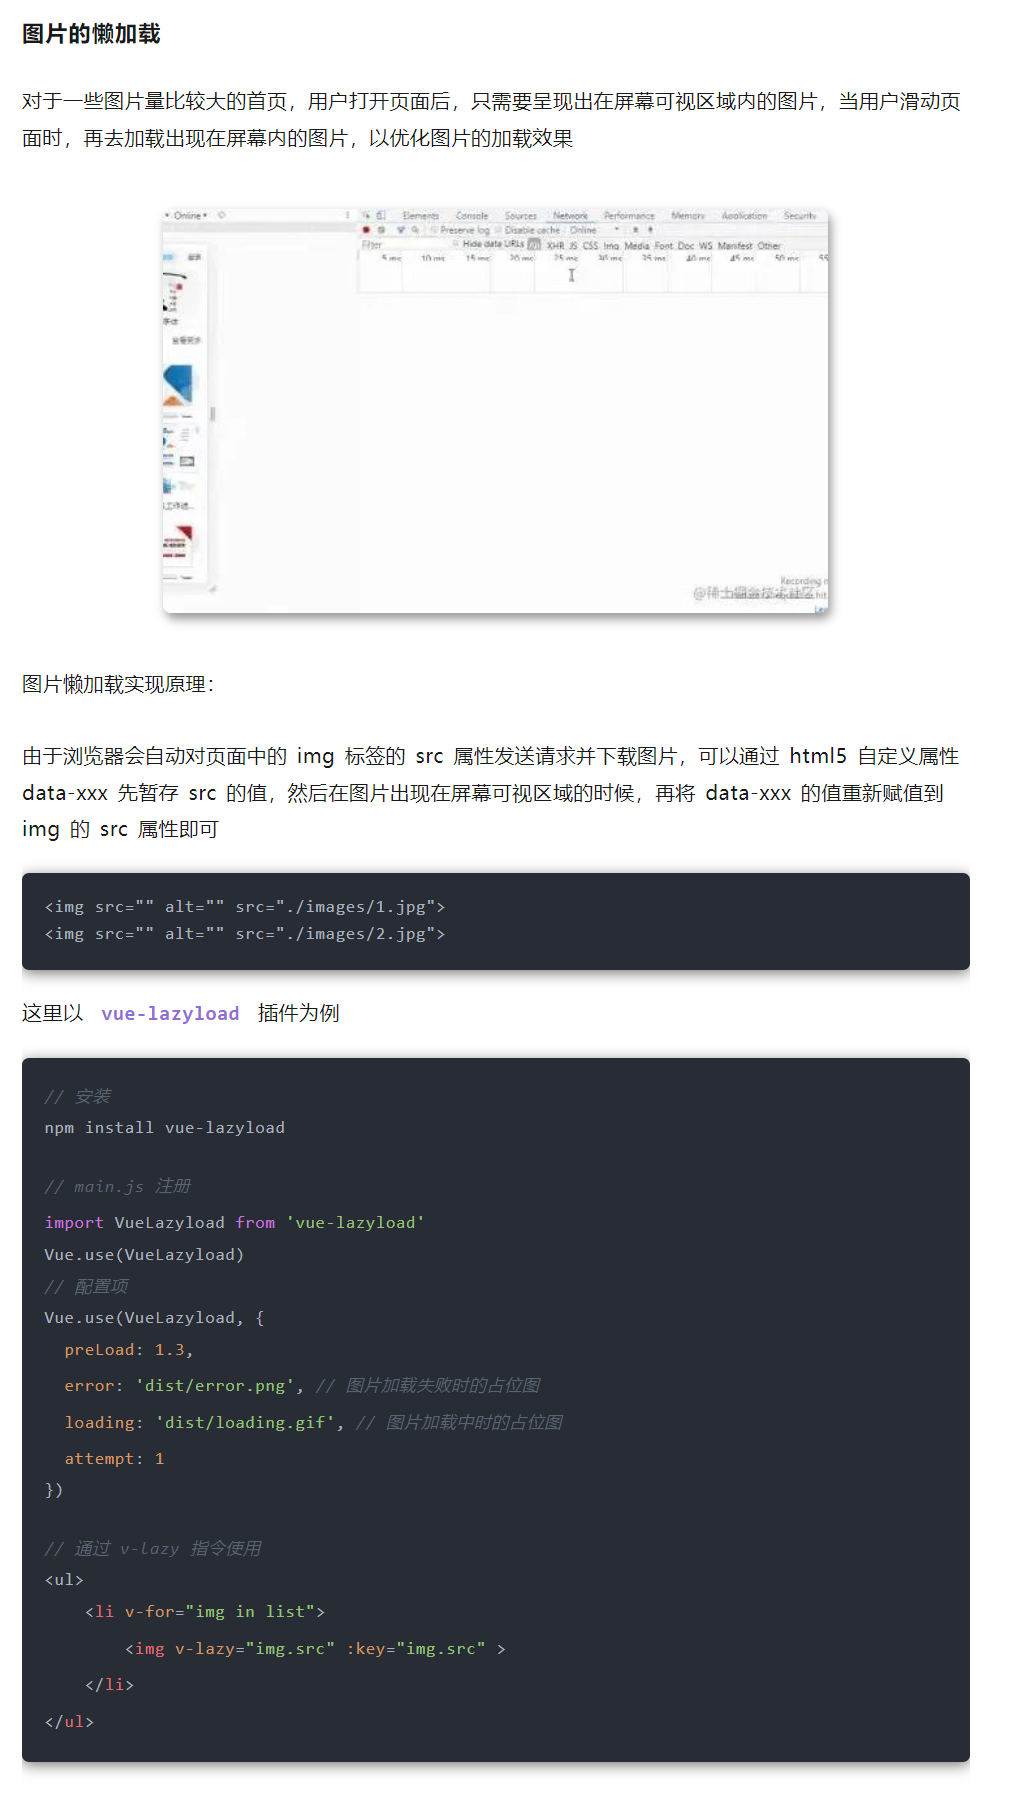 图片的懒加载
对于一些图片量比较大的首页，用户打开页面后，只需要呈现出在屏幕可视区域内的图片，当用户滑动页
面时，再去加载出现在屏幕内的图片，以优化图片的加载效果
Online
Elements Console Sources Network Performance Memory Application Security
Preserve log Disable cache Online
Filter Hide data URLs All XHR JS CSS Img Media Font Doc WS Manifest Other
5 ms 10 ms 15 ms 20 ms 25 ms 30 ms 35 ms 40 ms 45 ms 50 ms 55
查看更多
Recording
@稀土掘金技术社区
图片懒加载实现原理：
由于浏览器会自动对页面中的 img 标签的 src 属性发送请求并下载图片，可以通过 html5 自定义属性
data-xxx 先暂存 src 的值，然后在图片出现在屏幕可视区域的时候，再将 data-xxx 的值重新赋值到
img 的 src 属性即可
<img src="" alt="" src="./images/1.jpg">
<img src="" alt="" src="./images/2.jpg">
这里以 vue-lazyload 插件为例
// 安装
npm install vue-lazyload
// main.js 注册
import VueLazyload from 'vue-lazyload'
Vue.use(VueLazyload)
// 配置项
Vue.use(VueLazyload, {
preLoad: 1.3,
error: 'dist/error.png', // 图片加载失败时的占位图
loading: 'dist/loading.gif', // 图片加载中时的占位图
attempt: 1
})
// 通过 v-lazy 指令使用
<ul>
<li v-for="img in list">
<img v-lazy="img.src" :key="img.src" >
</li>
</ul>